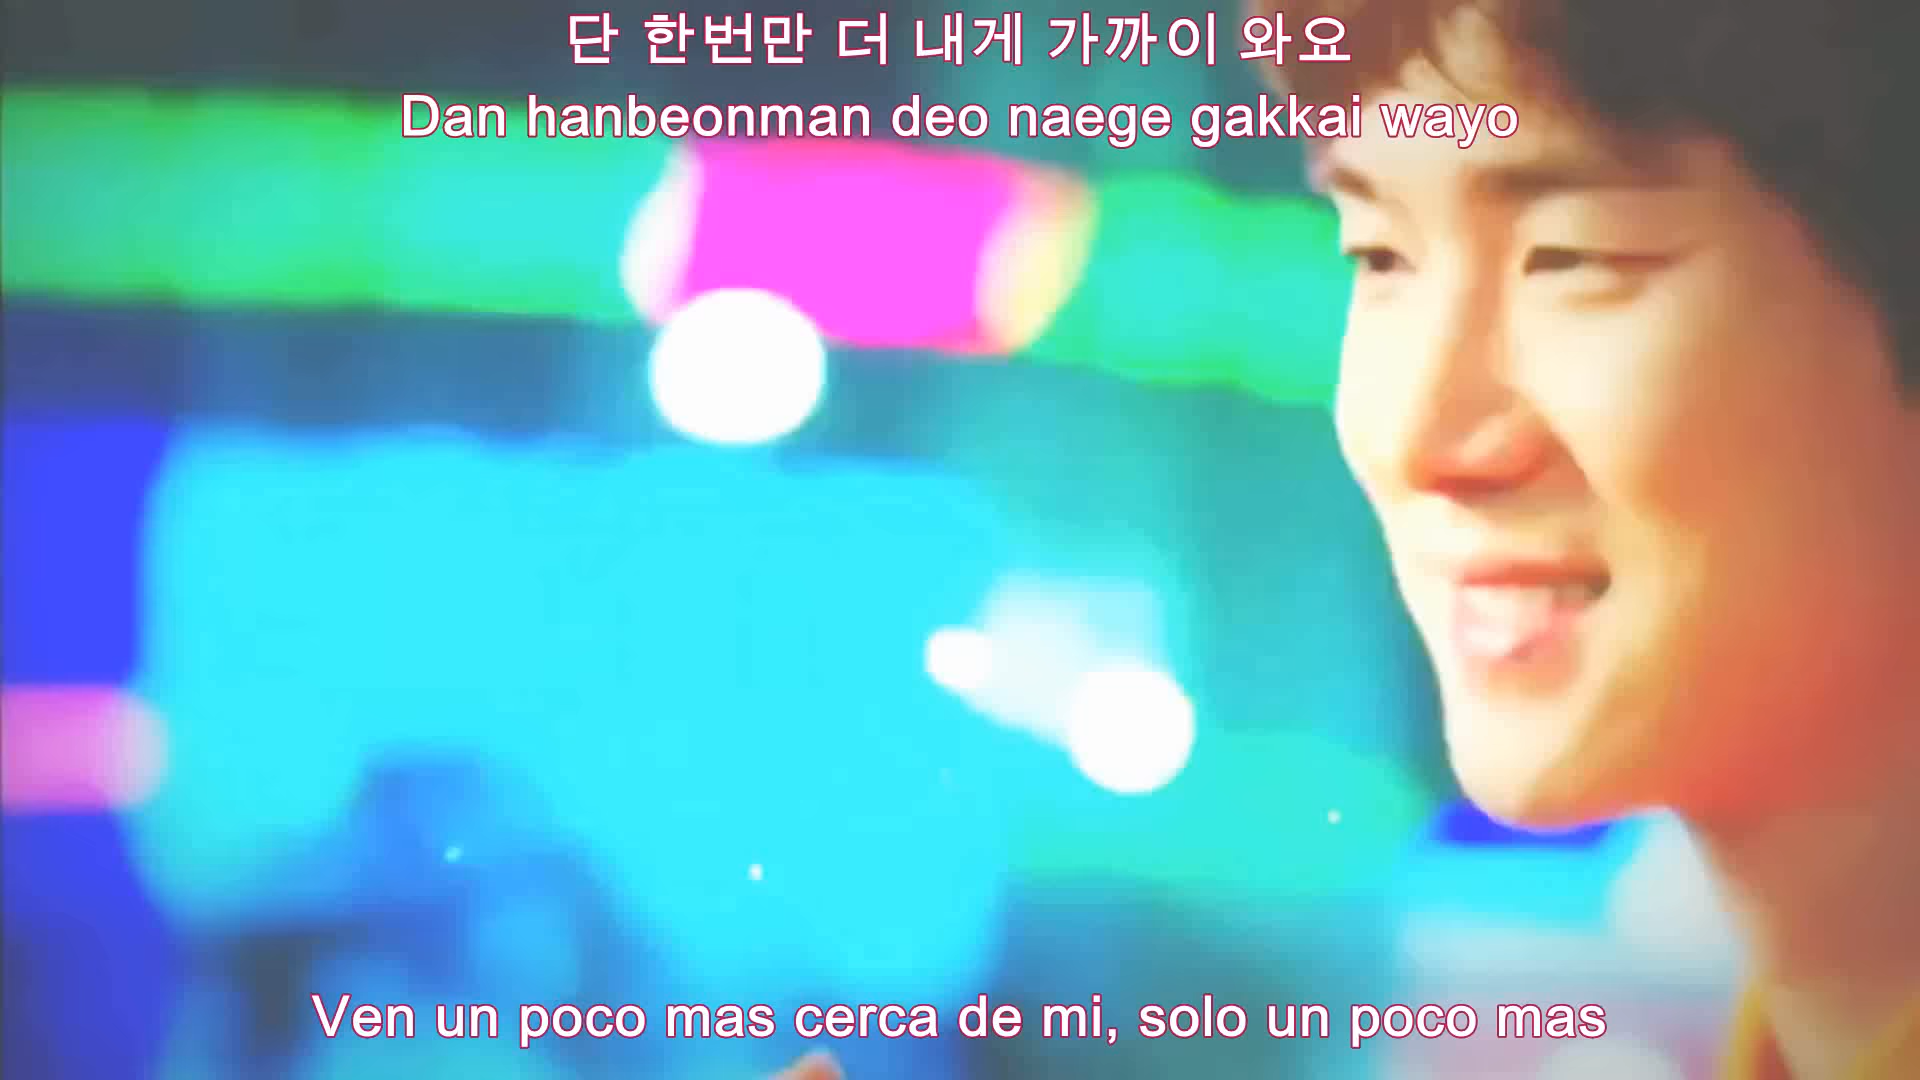 단 한번만 더 내게 가까이 와요
Dan hanbeonman deo naege gakkai wayo
Ven un poco mas cerca de mi, solo un poco mas